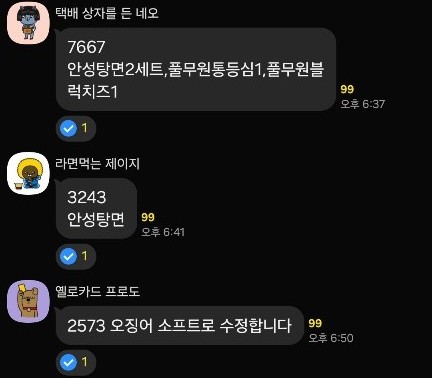 택배 상자를 든 네오
7667
안성탕면2세트,풀무원통등심1,풀무원블
럭치즈1
99
오후 6:37
1
라면먹는 제이지
3243
안성탕면
99
오후 6:41
1
옐로카드 프로도
2573 오징어 소프트로 수정합니다
99
오후 6:50
1